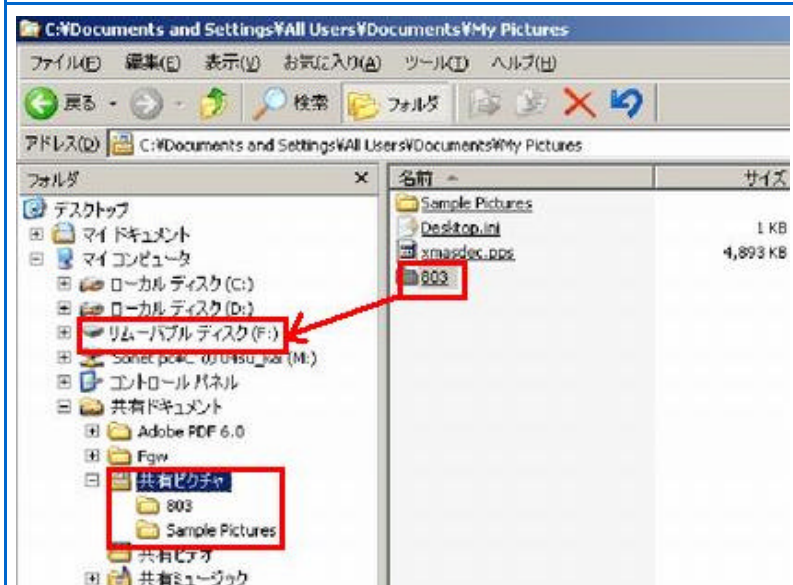 C:¥Documents and Settings¥All Users¥Documents¥My Pictures
ファイル(F) 編集(E) 表示(V) お気に入り(A) ツール(T) ヘルプ(H)
戻る 検索 フォルダ
アドレス(D) C:¥Documents and Settings¥All Users¥Documents¥My Pictures
フォルダ × 名前 サイズ
デスクトップ
マイ ドキュメント
マイ コンピュータ
ローカル ディスク (C:)
ローカル ディスク (D:)
リムーバブル ディスク (F:)
(M:)
コントロール パネル
共有ドキュメント
Adobe PDF 6.0
Fgw
共有ピクチャ
803
Sample Pictures
共有ビデオ
共有ミュージック
Sample Pictures
Desktop.ini 1 KB
xmasdec.pps 4,893 KB
803